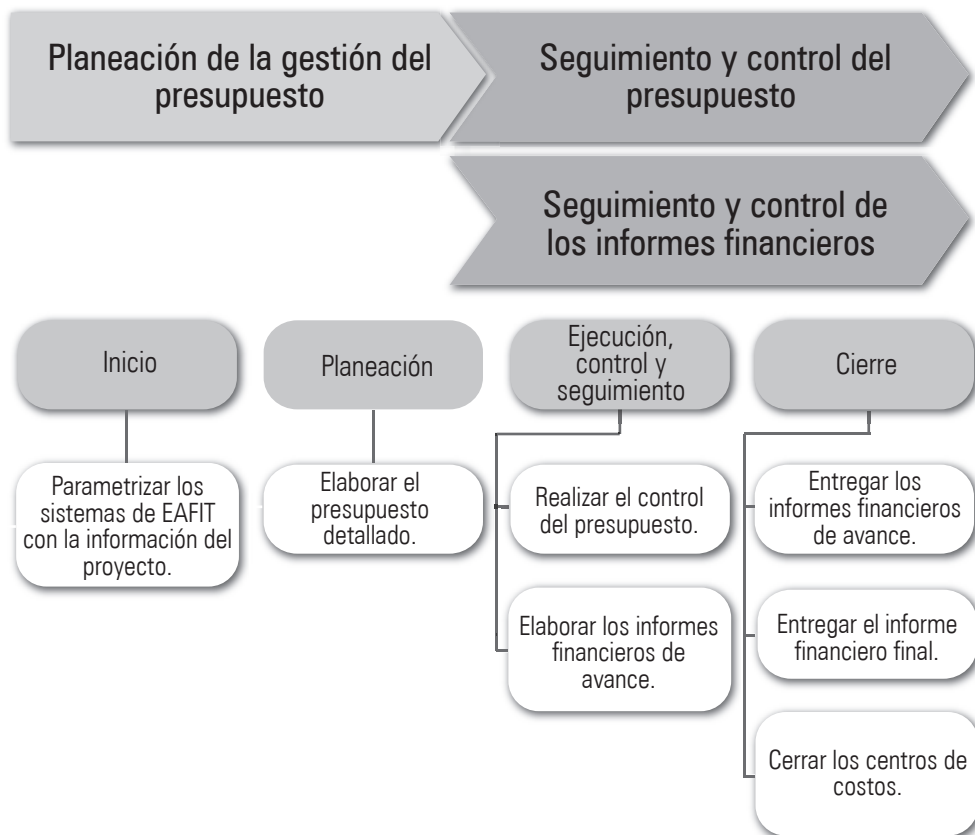 Planeación de la gestión del
presupuesto
Seguimiento y control del
presupuesto
Seguimiento y control de
los informes financieros
Inicio
Parametrizar los
sistemas de EAFIT
con la información del
proyecto.
Planeación
Elaborar el
presupuesto
detallado.
Ejecución,
control y
seguimiento
Realizar el control
del presupuesto.
Elaborar los informes
financieros de
avance.
Cierre
Entregar los
informes financieros
de avance.
Entregar el informe
financiero final.
Cerrar los centros de
costos.